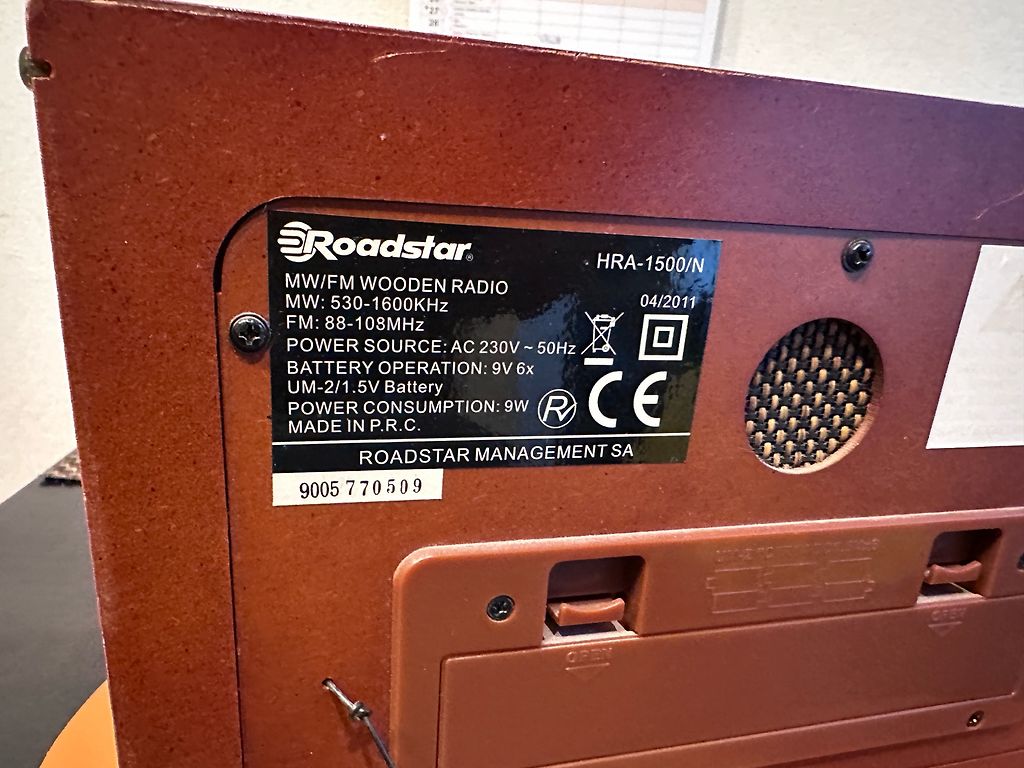 Roadstar®
HRA-1500/N
MW/FM WOODEN RADIO
MW: 530-1600KHz
04/2011
FM: 88-108MHz
POWER SOURCE: AC 230V ~ 50Hz
BATTERY OPERATION: 9V 6x
UM-2/1.5V Battery
POWER CONSUMPTION: 9W
CE
MADE IN P.R.C.
ROADSTAR MANAGEMENT SA
9005770509
OPEN
OPEN